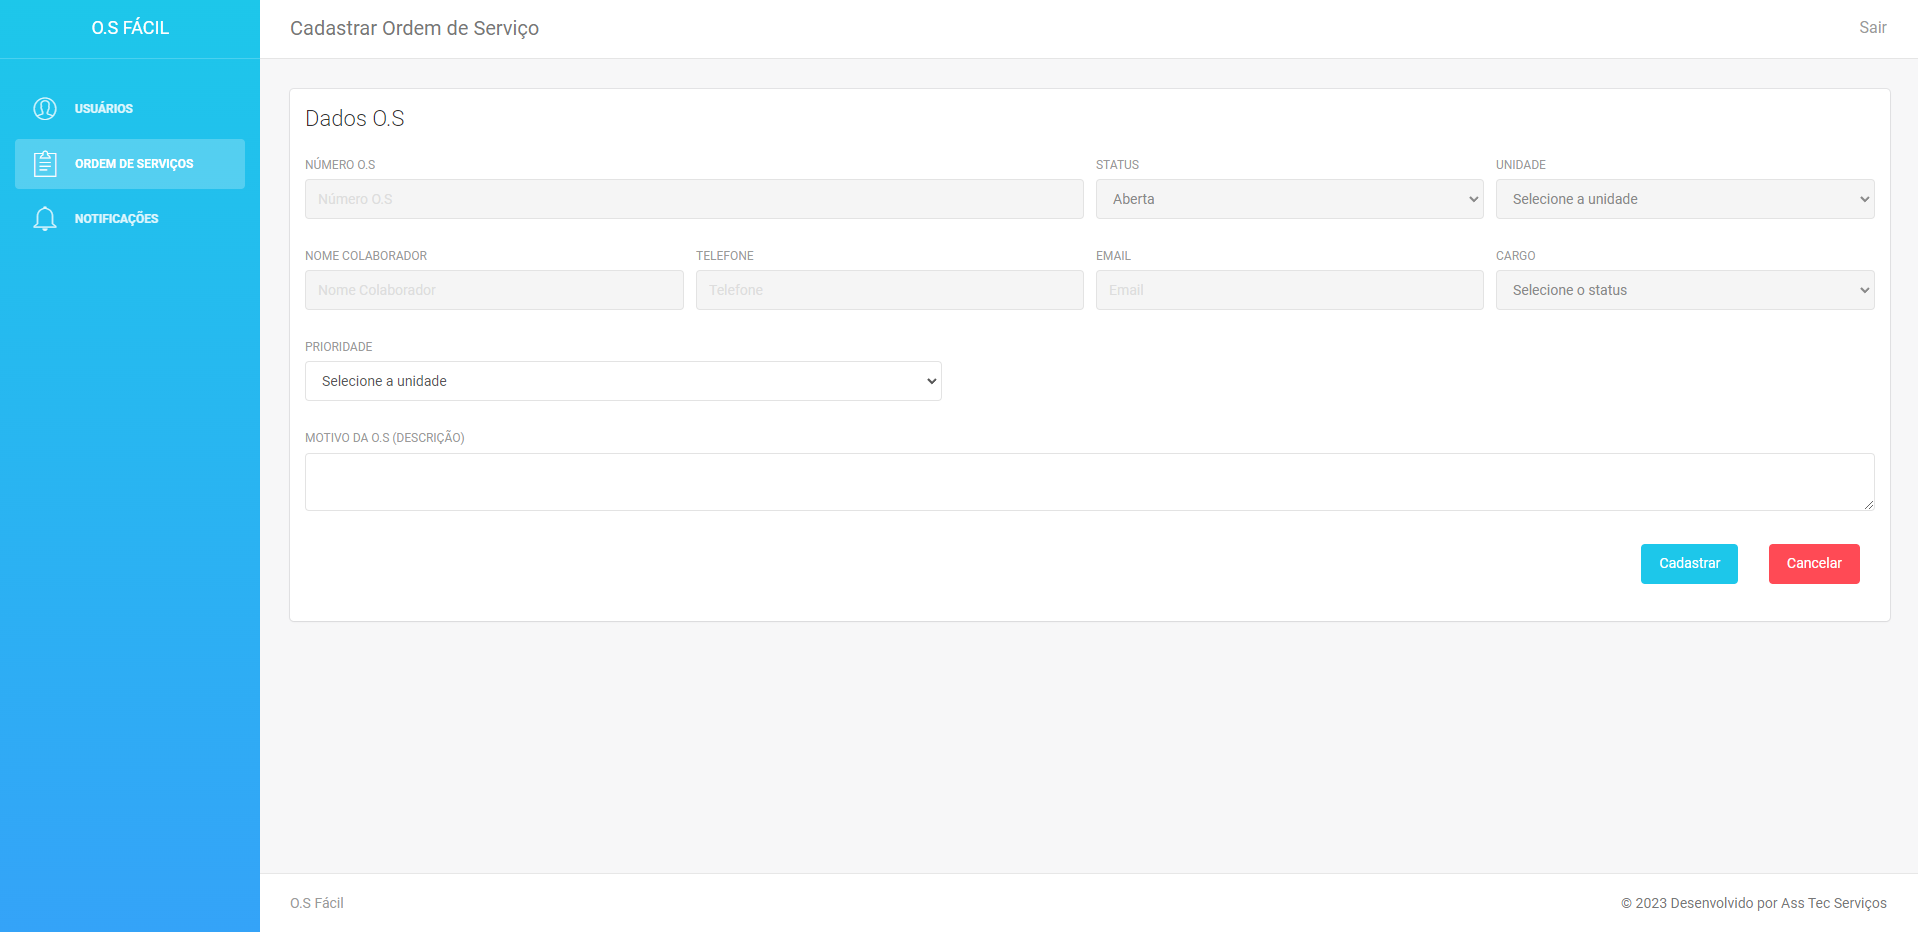 O.S FÁCIL
Cadastrar Ordem de Serviço
Sair
USUÁRIOS
ORDEM DE SERVIÇOS
NOTIFICAÇÕES
Dados O.S
NÚMERO O.S
STATUS
UNIDADE
Número O.S
Aberta
Selecione a unidade
NOME COLABORADOR
TELEFONE
EMAIL
CARGO
Nome Colaborador
Telefone
Email
Selecione o status
PRIORIDADE
Selecione a unidade
MOTIVO DA O.S (DESCRIÇÃO)
Cadastrar
Cancelar
O.S Fácil
© 2023 Desenvolvido por Ass Tec Serviços